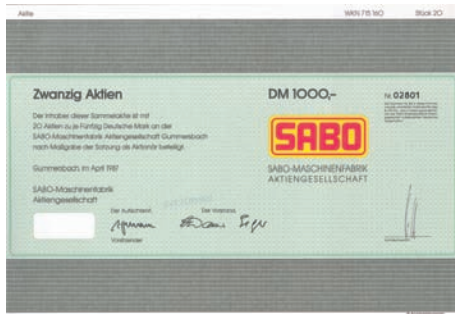 Aktie
WKN 715 160 Stück 20
Zwanzig Aktien
DM 1000,-
Nr. 02801
Der Inhaber dieser Sammelaktie ist mit
20 Aktien zu je Fünfzig Deutsche Mark an der
SABO-Maschinenfabrik Aktiengesellschaft Gummersbach
nach Maßgabe der Satzung als Aktionär beteiligt.
SABO
SABO-MASCHINENFABRIK
AKTIENGESELLSCHAFT
Gummersbach, im April 1987
SABO-Maschinenfabrik
Aktiengesellschaft
Der Aufsichtsrat
Der Vorstand
Vorsitzender